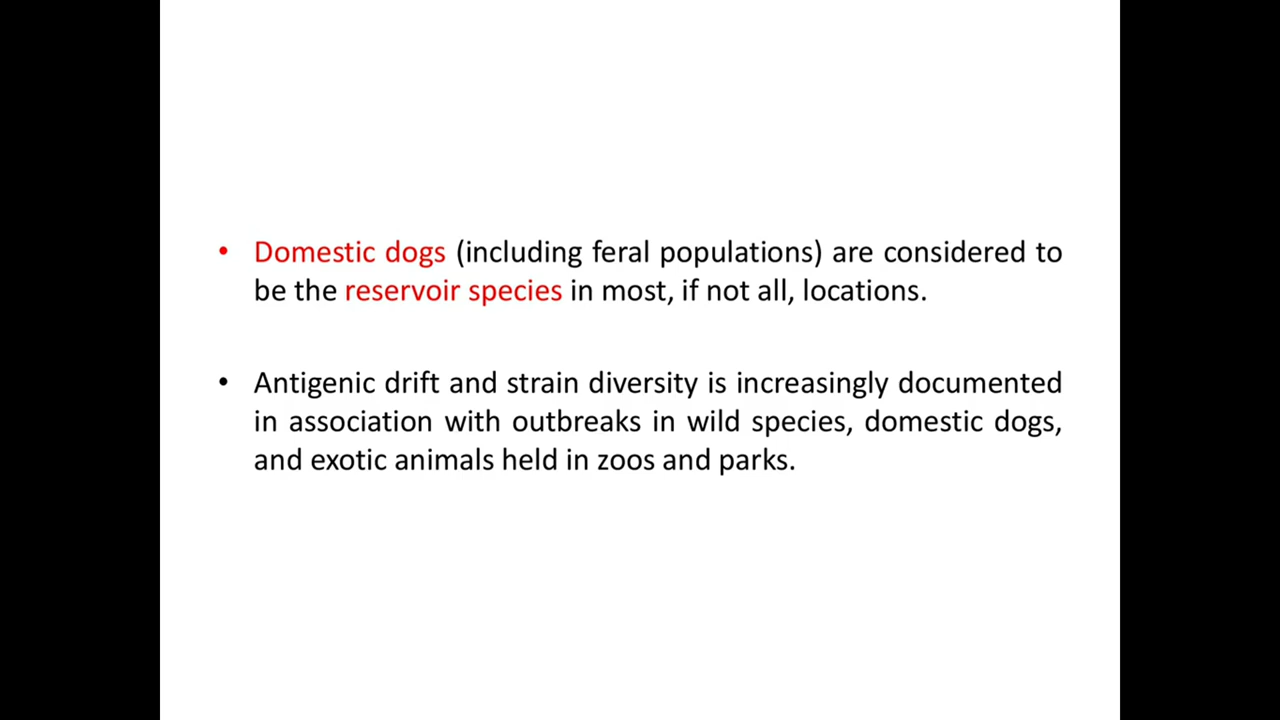 • Domestic dogs (including feral populations) are considered to
be the reservoir species in most, if not all, locations.
• Antigenic drift and strain diversity is increasingly documented
in association with outbreaks in wild species, domestic dogs,
and exotic animals held in zoos and parks.